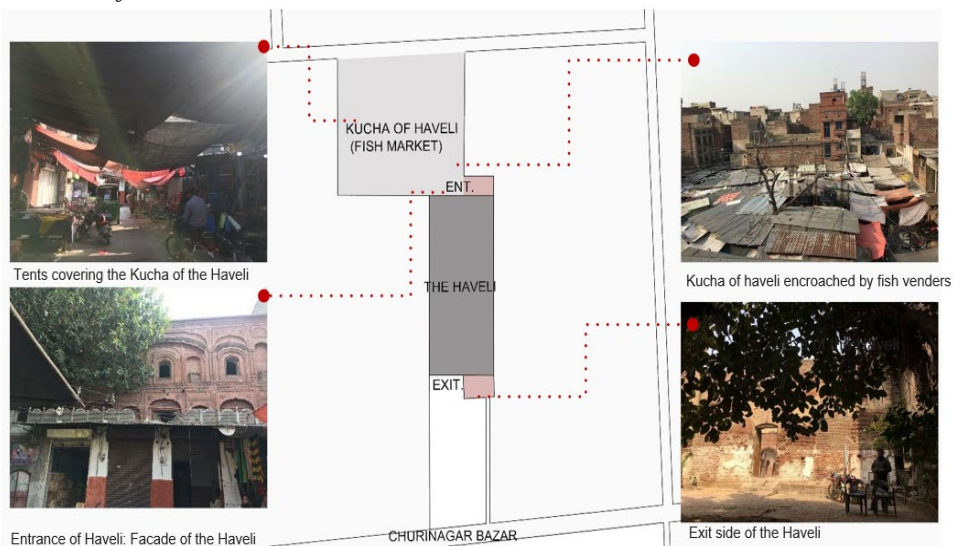 KUCHA OF HAVELI
(FISH MARKET)
ENT.
Tents covering the Kucha of the Haveli
Kucha of haveli encroached by fish venders
THE HAVELI
EXIT.
Entrance of Haveli: Facade of the Haveli
CHURINAGAR BAZAR
Exit side of the Haveli